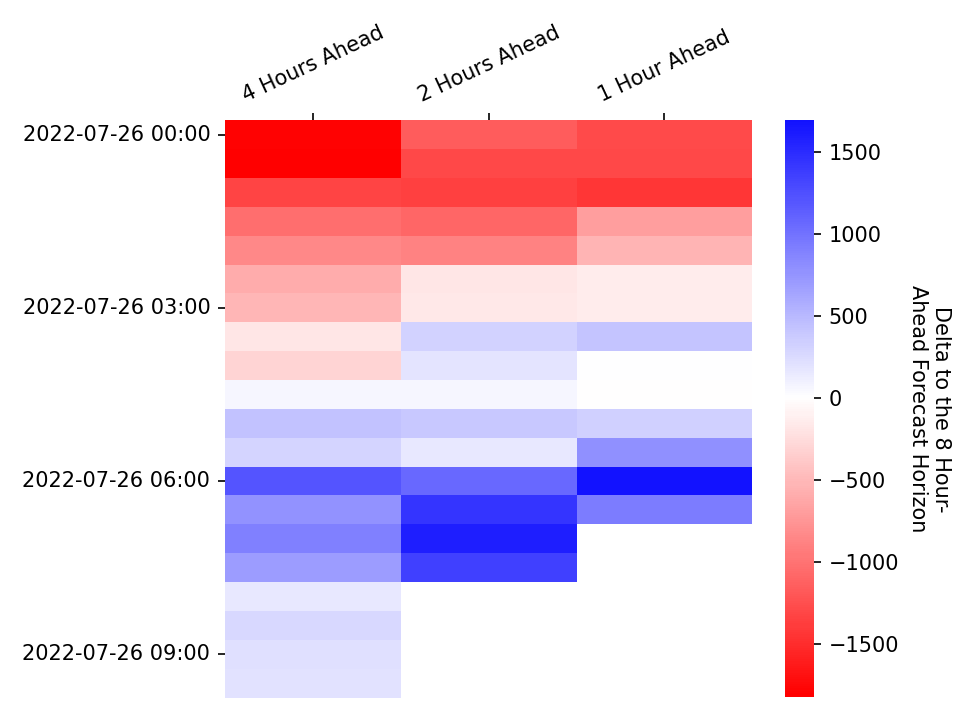 4 Hours Ahead
2 Hours Ahead
1 Hour Ahead
2022-07-26 00:00
2022-07-26 03:00
2022-07-26 06:00
2022-07-26 09:00
1500
1000
500
0
−500
−1000
−1500
Delta to the 8 Hour-
Ahead Forecast Horizon